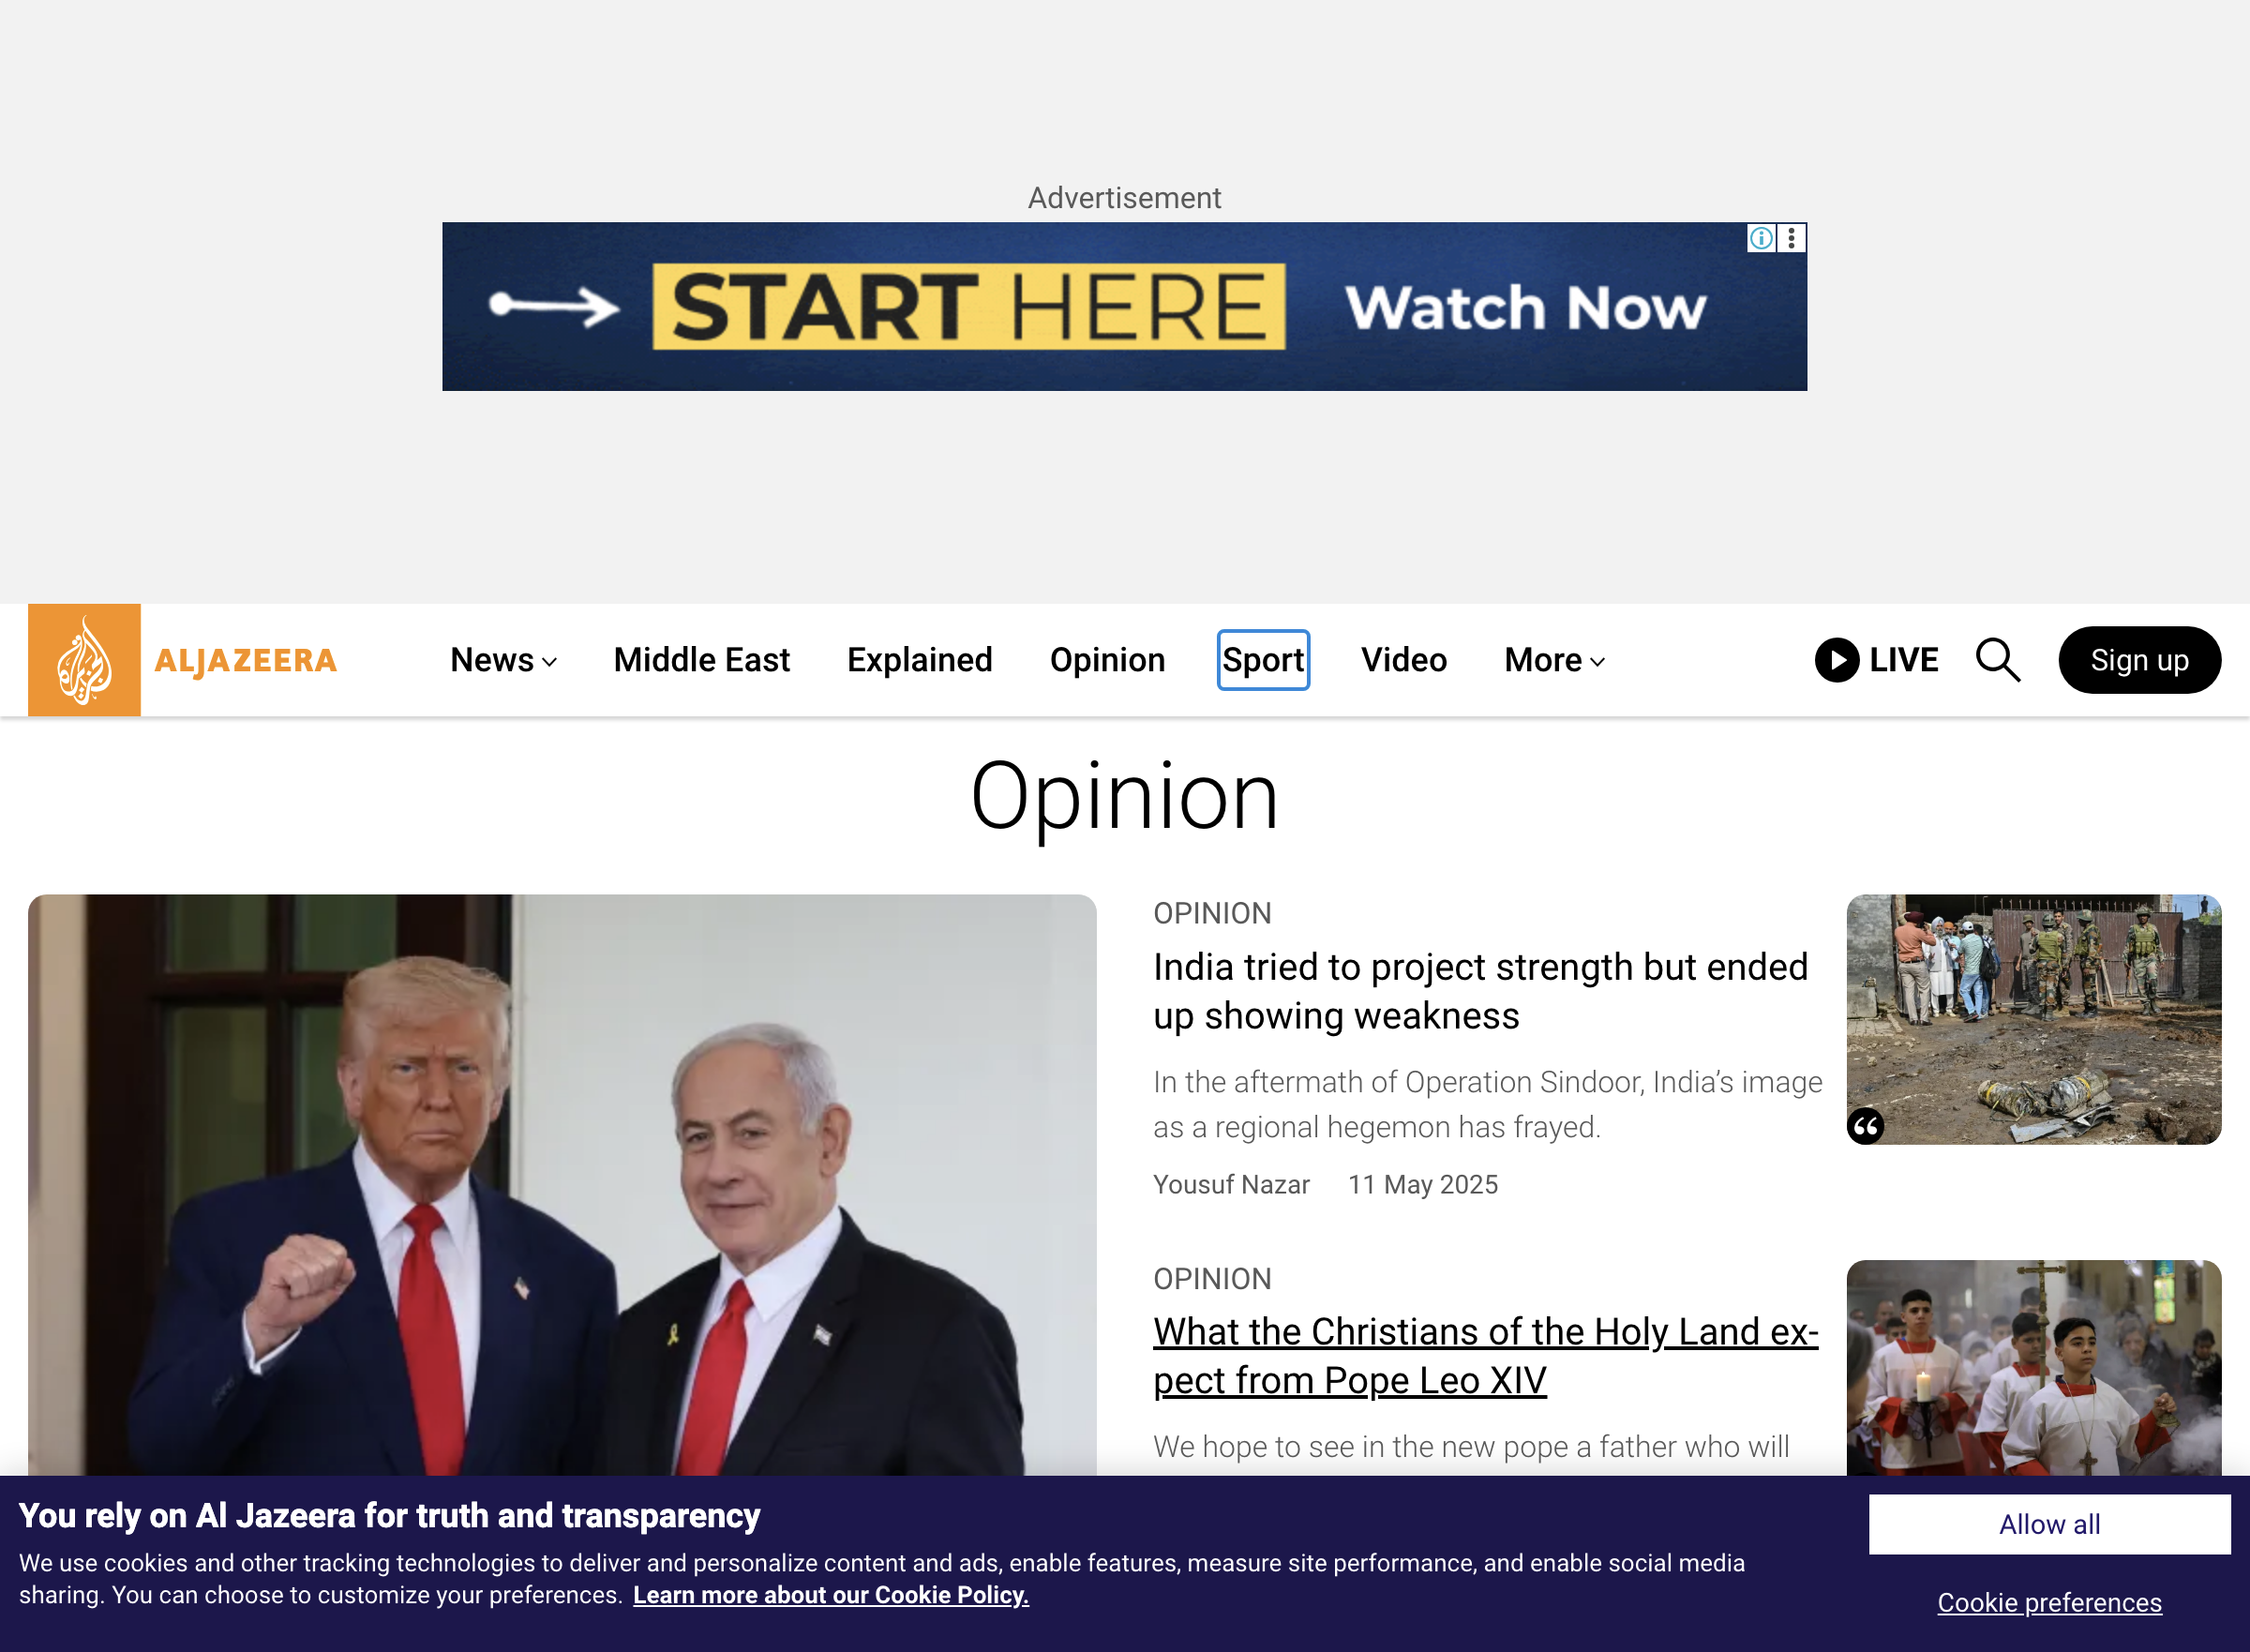 Advertisement
START HERE Watch Now
ALJAZEERA News Middle East Explained Opinion Sport Video More LIVE Sign up
Opinion
OPINION
India tried to project strength but ended
up showing weakness
In the aftermath of Operation Sindoor, India’s image
as a regional hegemon has frayed.
Yousuf Nazar 11 May 2025
OPINION
What the Christians of the Holy Land ex-
pect from Pope Leo XIV
We hope to see in the new pope a father who will
You rely on Al Jazeera for truth and transparency
We use cookies and other tracking technologies to deliver and personalize content and ads, enable features, measure site performance, and enable social media
sharing. You can choose to customize your preferences. Learn more about our Cookie Policy.
Allow all
Cookie preferences